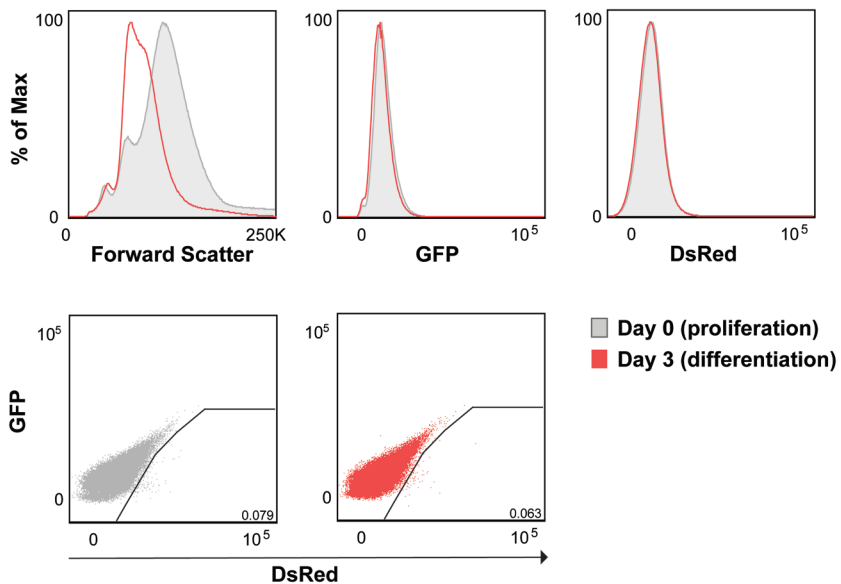 100
100
100
% of Max
0
0
0
0
250K
0
10⁵
0
10⁵
Forward Scatter
GFP
DsRed
10⁵
10⁵
Day 0 (proliferation)
Day 3 (differentiation)
GFP
0
0
0.079
0.063
0
10⁵
0
10⁵
DsRed